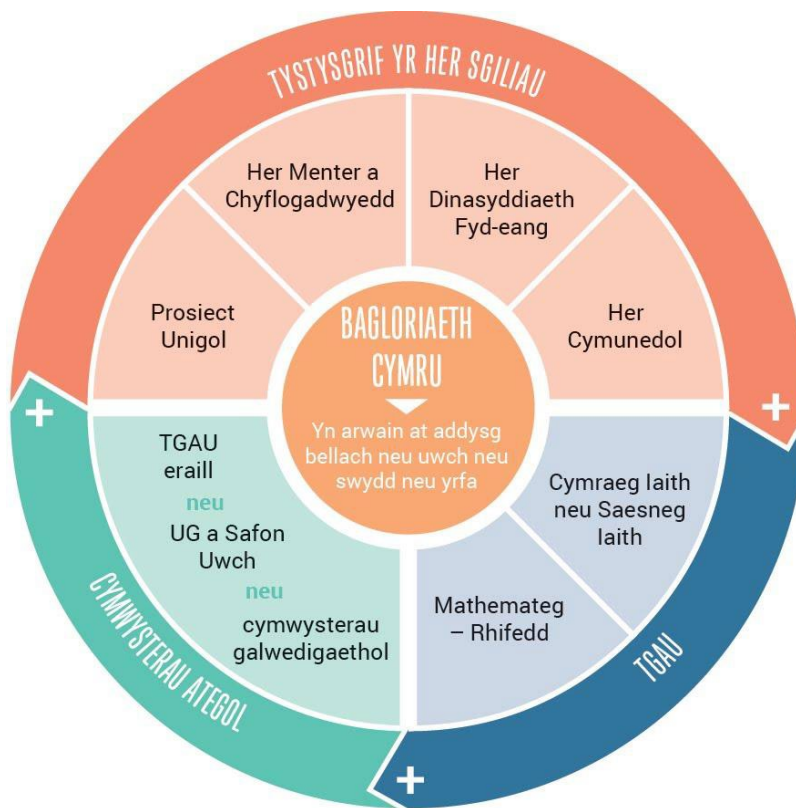 TYSTYSGRIF YR HER SGILIAU
Her Menter a
Chyflogadwyedd
Her
Dinasyddiaeth
Fyd-eang
Prosiect
Unigol
Her
Cymunedol
BAGLORIAETH
CYMRU
Yn arwain at addysg
bellach neu uwch neu
swydd neu yrfa
+
+
TGAU
eraill
neu
UG a Safon
Uwch
neu
cymwysterau
galwedigaethol
Cymraeg Iaith
neu Saesneg
Iaith
Mathemateg
– Rhifedd
CYMWYSTERAU ATEGOL
TGAU
+